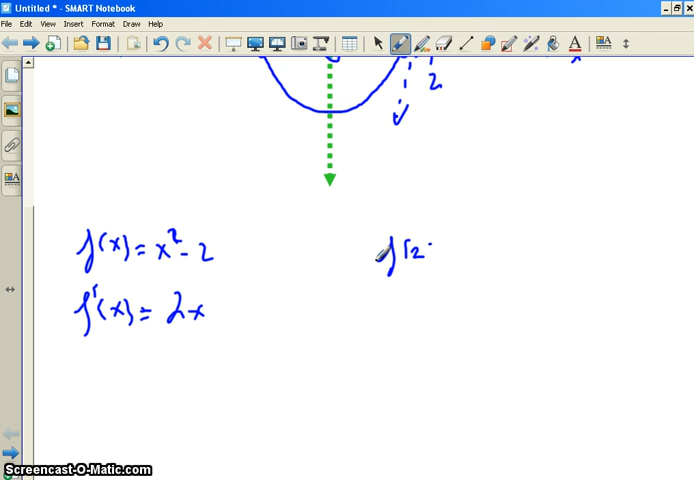 Untitled * - SMART Notebook
File Edit View Insert Format Draw Help
x
2
f(x) = x² - 2
f(2
f'(x) = 2x
Screencast-O-Matic.com